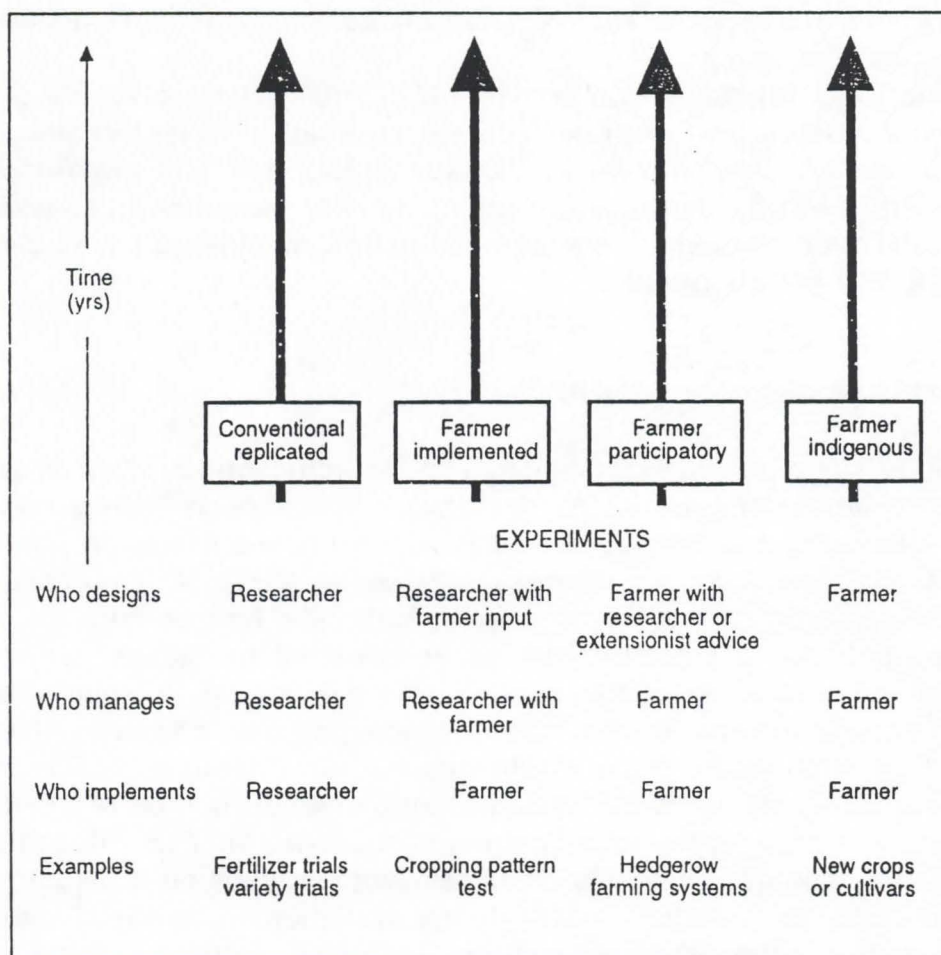 Time
(yrs)
Conventional
replicated
Farmer
implemented
Farmer
participatory
Farmer
indigenous
EXPERIMENTS
Who designs
Researcher
Researcher with
farmer input
Farmer with
researcher or
extensionist advice
Farmer
Who manages
Researcher
Researcher with
farmer
Farmer
Farmer
Who implements
Researcher
Farmer
Farmer
Farmer
Examples
Fertilizer trials
variety trials
Cropping pattern
test
Hedgerow
farming systems
New crops
or cultivars